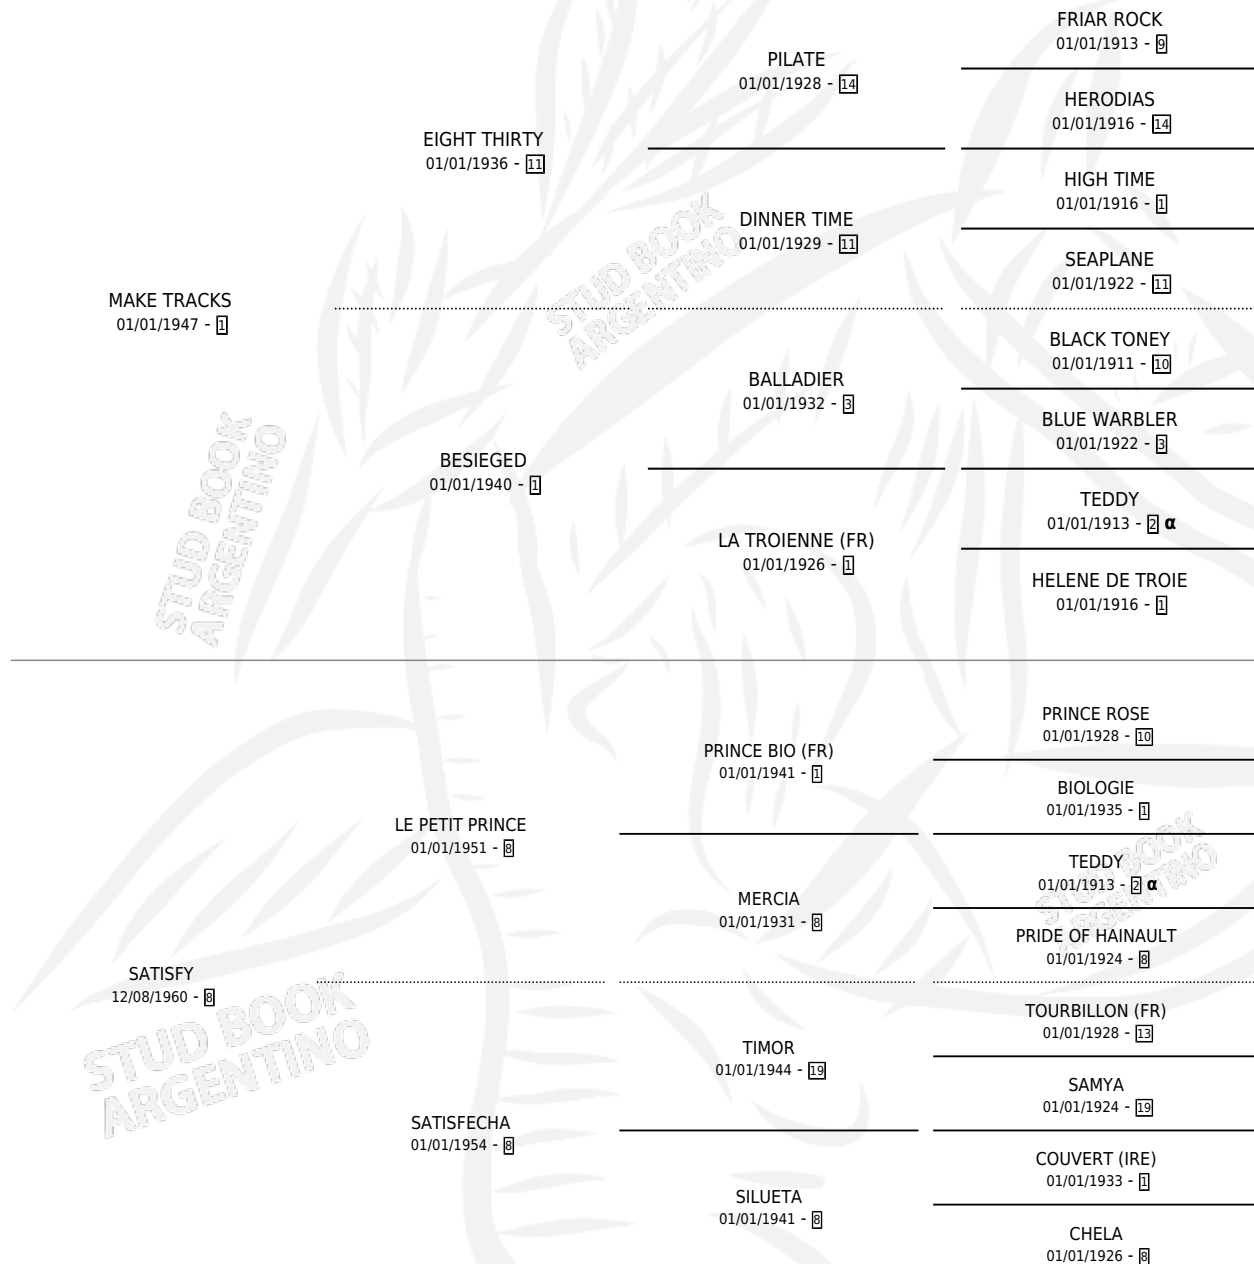 FRIAR ROCK
01/01/1913 - 9
PILATE
01/01/1928 - 14
HERODIAS
01/01/1916 - 14
EIGHT THIRTY
01/01/1936 - 11
HIGH TIME
01/01/1916 - 1
DINNER TIME
01/01/1929 - 11
SEAPLANE
01/01/1922 - 11
MAKE TRACKS
01/01/1947 - 1
BLACK TONEY
01/01/1911 - 10
BALLADIER
01/01/1932 - 3
BLUE WARBLER
01/01/1922 - 3
BESIEGED
01/01/1940 - 1
TEDDY
01/01/1913 - 2 α
LA TROIENNE (FR)
01/01/1926 - 1
HELENE DE TROIE
01/01/1916 - 1
PRINCE ROSE
01/01/1928 - 10
PRINCE BIO (FR)
01/01/1941 - 1
BIOLOGIE
01/01/1935 - 1
LE PETIT PRINCE
01/01/1951 - 8
TEDDY
01/01/1913 - 2 α
MERCIA
01/01/1931 - 8
PRIDE OF HAINAULT
01/01/1924 - 8
SATISFY
12/08/1960 - 8
TOURBILLON (FR)
01/01/1928 - 13
TIMOR
01/01/1944 - 19
SAMYA
01/01/1924 - 19
SATISFECHA
01/01/1954 - 8
COUVERT (IRE)
01/01/1933 - 1
SILUETA
01/01/1941 - 8
CHELA
01/01/1926 - 8
STUD BOOK
ARGENTINO
STUD BOOK
ARGENTINO
STUD BOOK
ARGENTINO
STUD BOOK
ARGENTINO